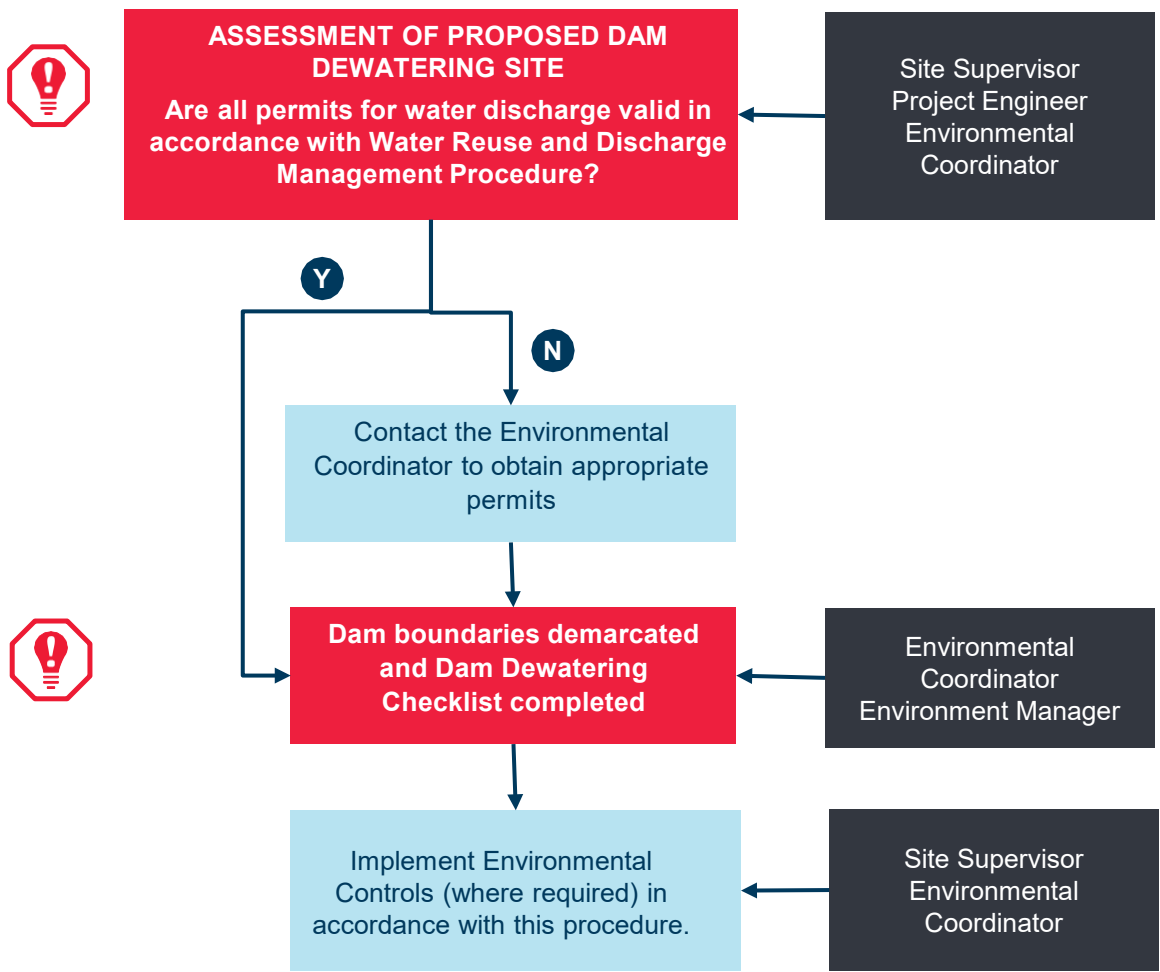 ASSESSMENT OF PROPOSED DAM
DEWATERING SITE
Are all permits for water discharge valid in
accordance with Water Reuse and Discharge
Management Procedure?
Site Supervisor
Project Engineer
Environmental
Coordinator
Y
N
Contact the Environmental
Coordinator to obtain appropriate
permits
Dam boundaries demarcated
and Dam Dewatering
Checklist completed
Environmental
Coordinator
Environment Manager
Implement Environmental
Controls (where required) in
accordance with this procedure.
Site Supervisor
Environmental
Coordinator